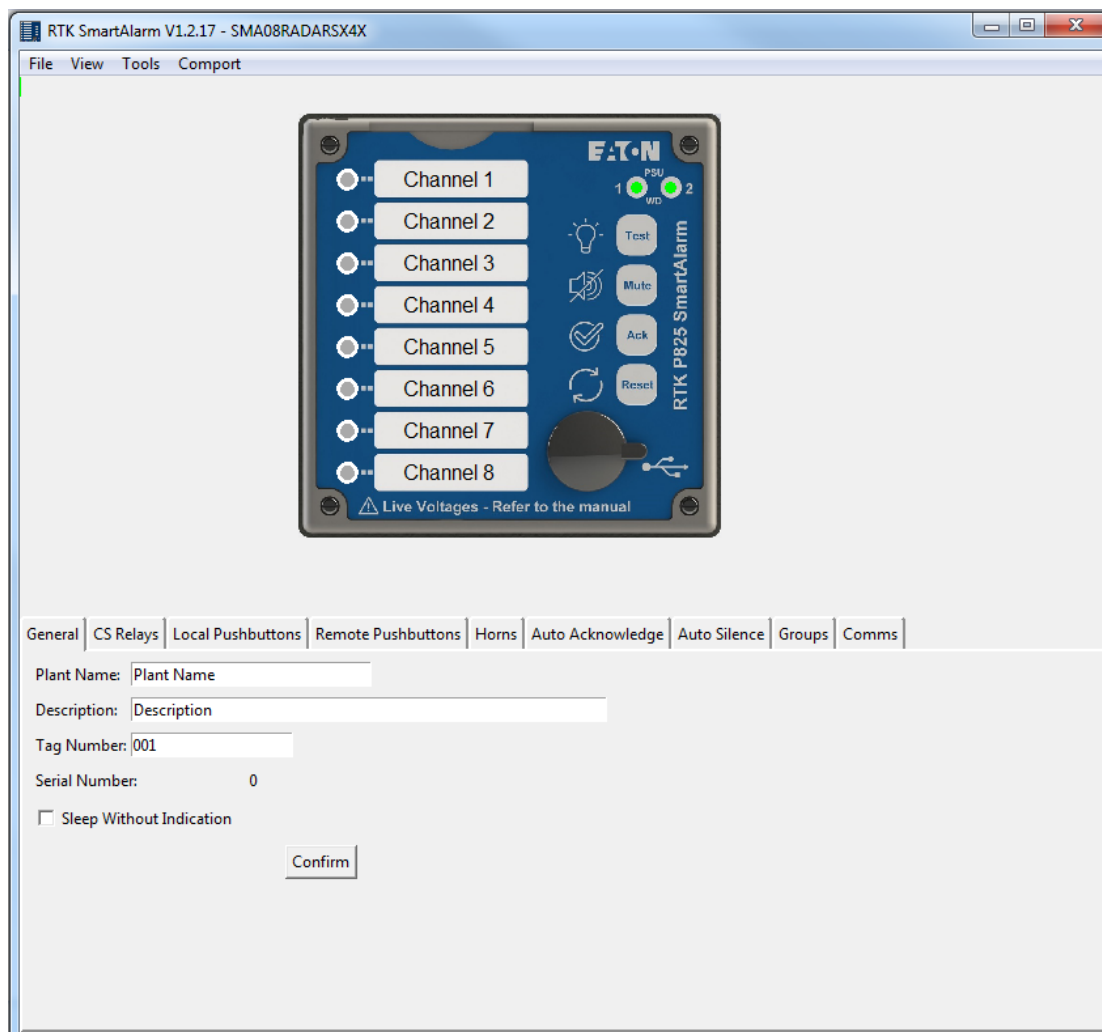 RTK SmartAlarm V1.2.17 - SMA08RADARSX4X
File View Tools Comport
EATON
Channel 1
Channel 2
Channel 3
Channel 4
Channel 5
Channel 6
Channel 7
Channel 8
PSU
1 2
WD
Test
Mute
Ack
Reset
RTK P825 SmartAlarm
Live Voltages - Refer to the manual
General CS Relays Local Pushbuttons Remote Pushbuttons Horns Auto Acknowledge Auto Silence Groups Comms
Plant Name: Plant Name
Description: Description
Tag Number: 001
Serial Number: 0
Sleep Without Indication
Confirm